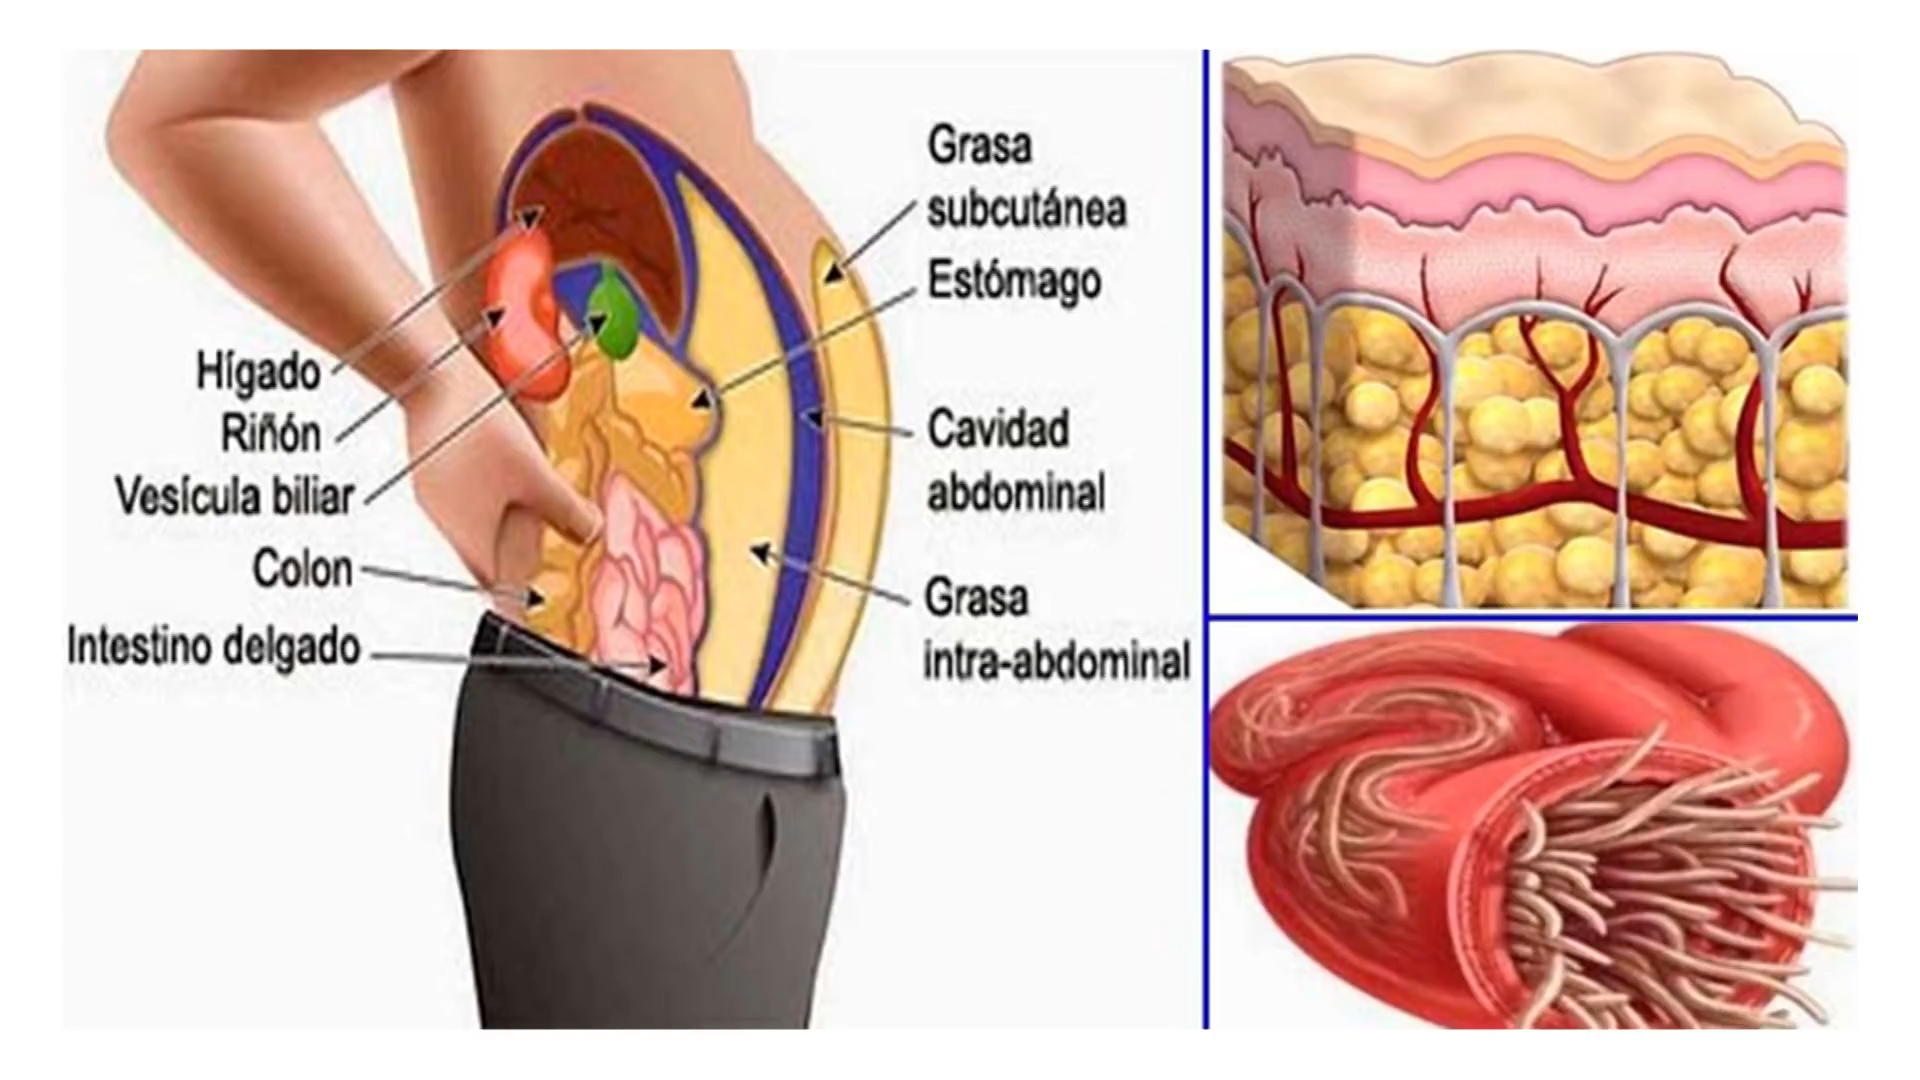 Grasa
subcutánea
Estómago
Hígado
Riñón
Vesícula biliar
Cavidad
abdominal
Colon
Grasa
intra-abdominal
Intestino delgado